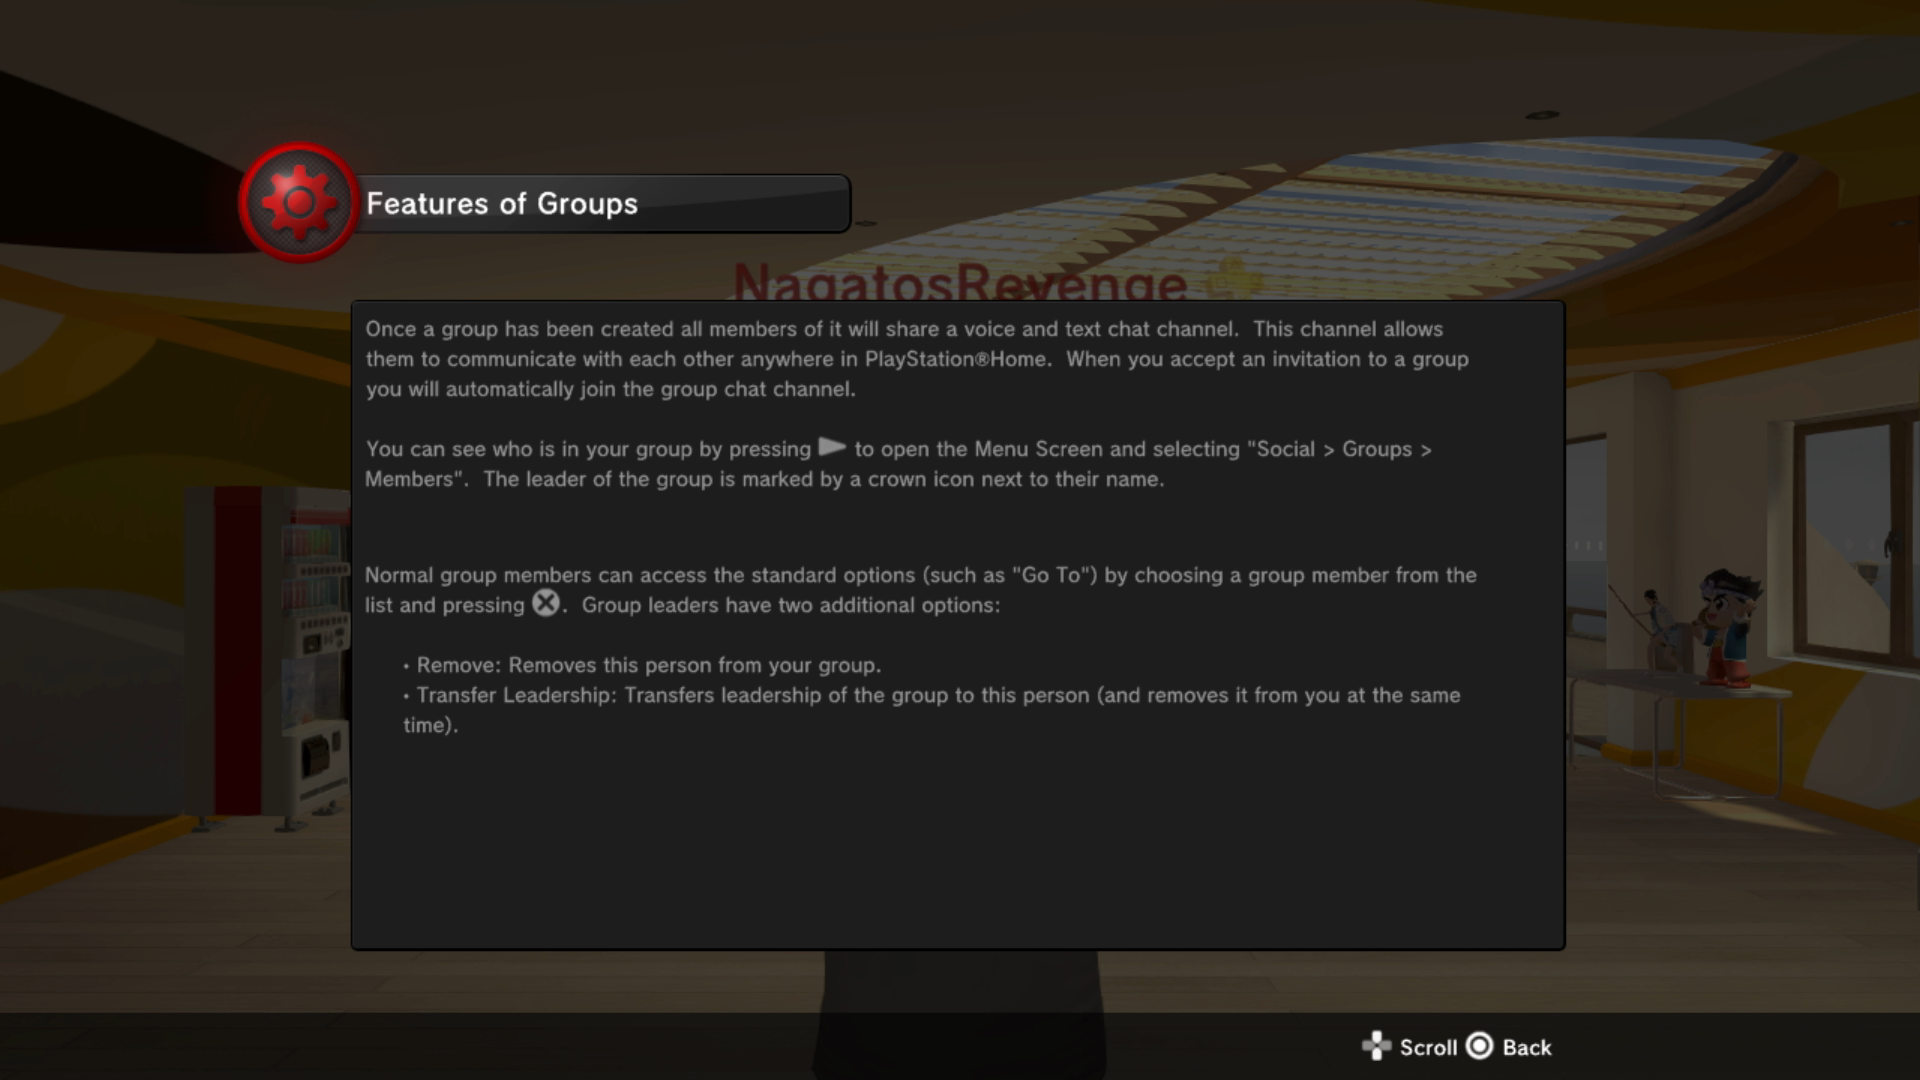 Features of Groups
NagatosRevenge
Once a group has been created all members of it will share a voice and text chat channel.  This channel allows
them to communicate with each other anywhere in PlayStation®Home.  When you accept an invitation to a group
you will automatically join the group chat channel.
You can see who is in your group by pressing to open the Menu Screen and selecting "Social > Groups >
Members".  The leader of the group is marked by a crown icon next to their name.
Normal group members can access the standard options (such as "Go To") by choosing a group member from the
list and pressing .  Group leaders have two additional options:
• Remove: Removes this person from your group.
• Transfer Leadership: Transfers leadership of the group to this person (and removes it from you at the same
time).
Scroll Back